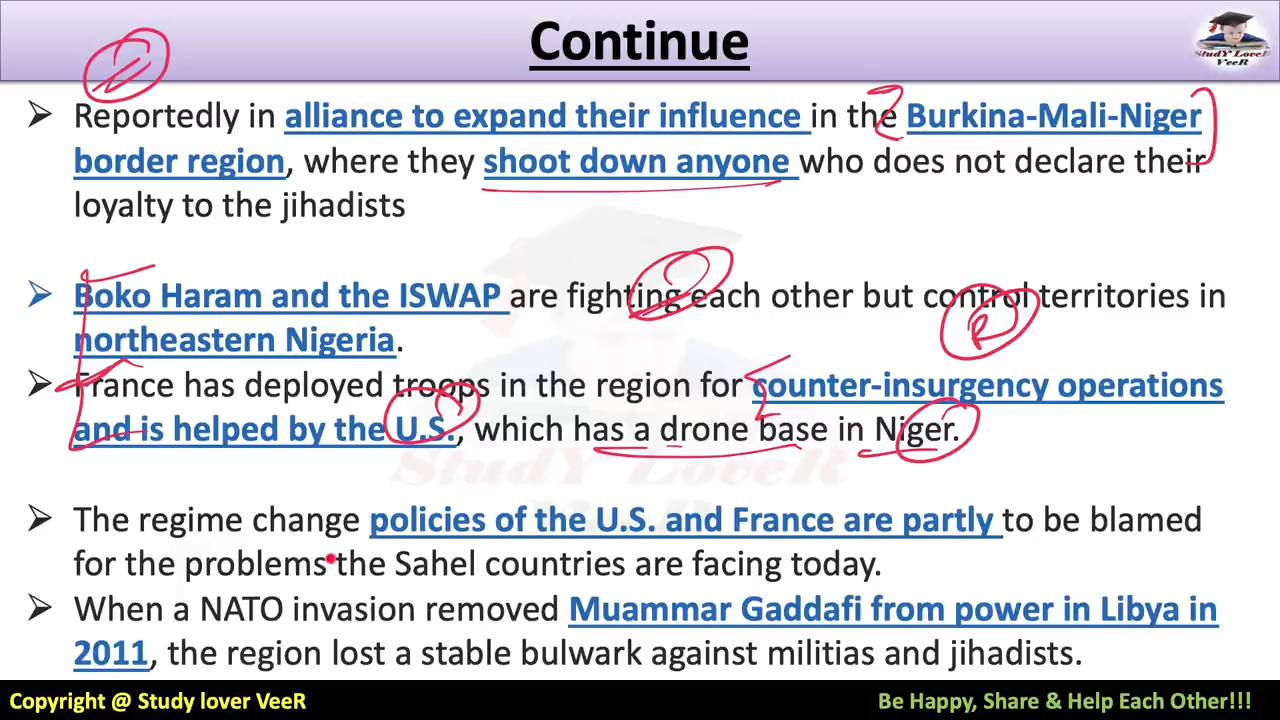 Continue
StudY LoveR
VeeR
➢ Reportedly in alliance to expand their influence in the Burkina-Mali-Niger
border region, where they shoot down anyone who does not declare their
loyalty to the jihadists
➢ Boko Haram and the ISWAP are fighting each other but control territories in
northeastern Nigeria.
➢ France has deployed troops in the region for counter-insurgency operations
and is helped by the U.S., which has a drone base in Niger.
StudY LoveR
➢ The regime change policies of the U.S. and France are partly to be blamed
for the problems the Sahel countries are facing today.
➢ When a NATO invasion removed Muammar Gaddafi from power in Libya in
2011, the region lost a stable bulwark against militias and jihadists.
Copyright @ Study lover VeeR
Be Happy, Share & Help Each Other!!!